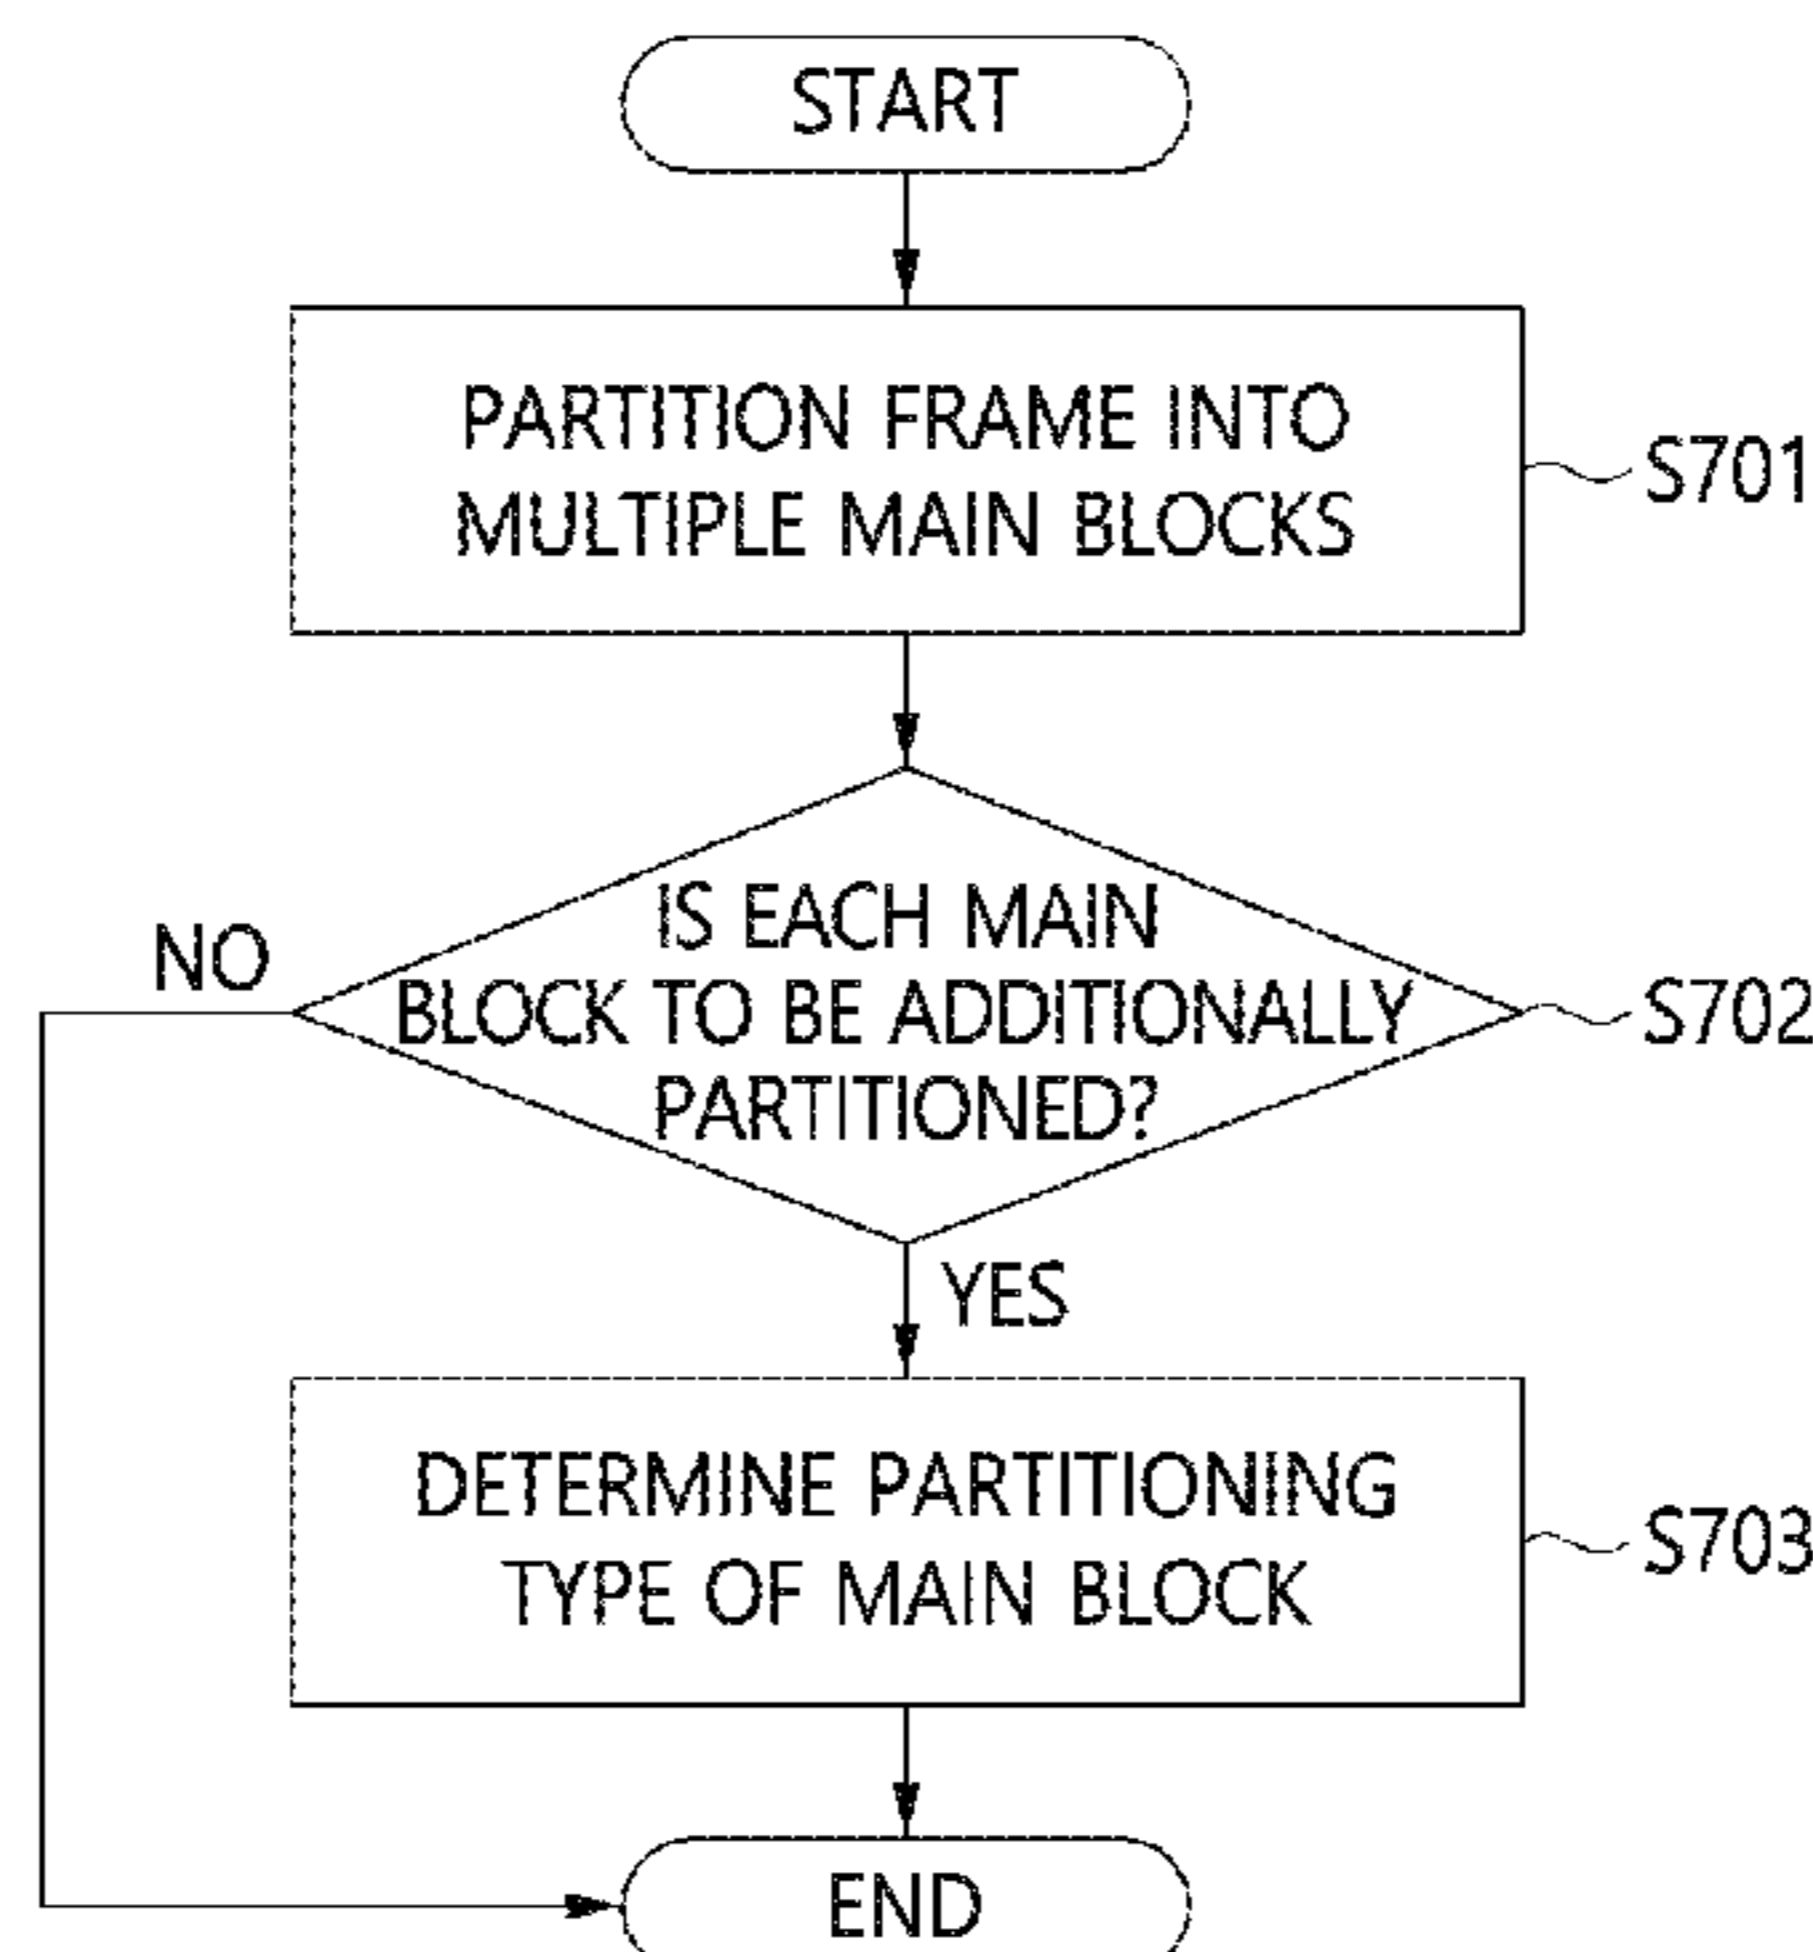 START
PARTITION FRAME INTO
MULTIPLE MAIN BLOCKS
S701
IS EACH MAIN
BLOCK TO BE ADDITIONALLY
PARTITIONED?
S702
NO
YES
DETERMINE PARTITIONING
TYPE OF MAIN BLOCK
S703
END